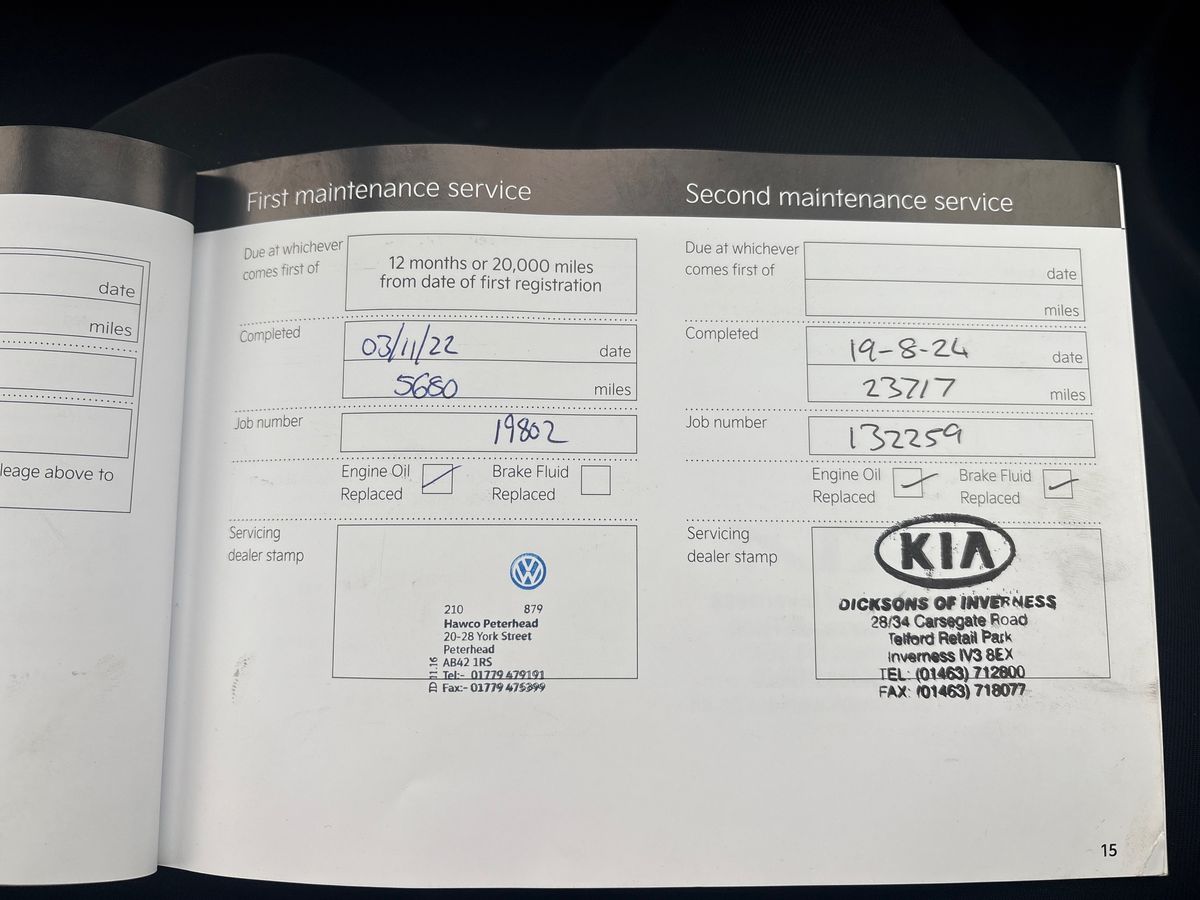 date
miles
leage above to
First maintenance service
Due at whichever
comes first of
12 months or 20,000 miles
from date of first registration
Completed
03/11/22 date
5680 miles
Job number
19802
Engine Oil
Replaced
Brake Fluid
Replaced
Servicing
dealer stamp
210 879
Hawco Peterhead
20-28 York Street
Peterhead
AB42 1RS
Tel:- 01779 479191
Fax:- 01779 475399
Second maintenance service
Due at whichever
comes first of
date
miles
Completed
19-8-24 date
23717 miles
Job number
132259
Engine Oil
Replaced
Brake Fluid
Replaced
Servicing
dealer stamp
KIA
DICKSONS OF INVERNESS
28/34 Carsegate Road
Telford Retail Park
Inverness IV3 8EX
TEL: (01463) 712800
FAX: (01463) 718077
15